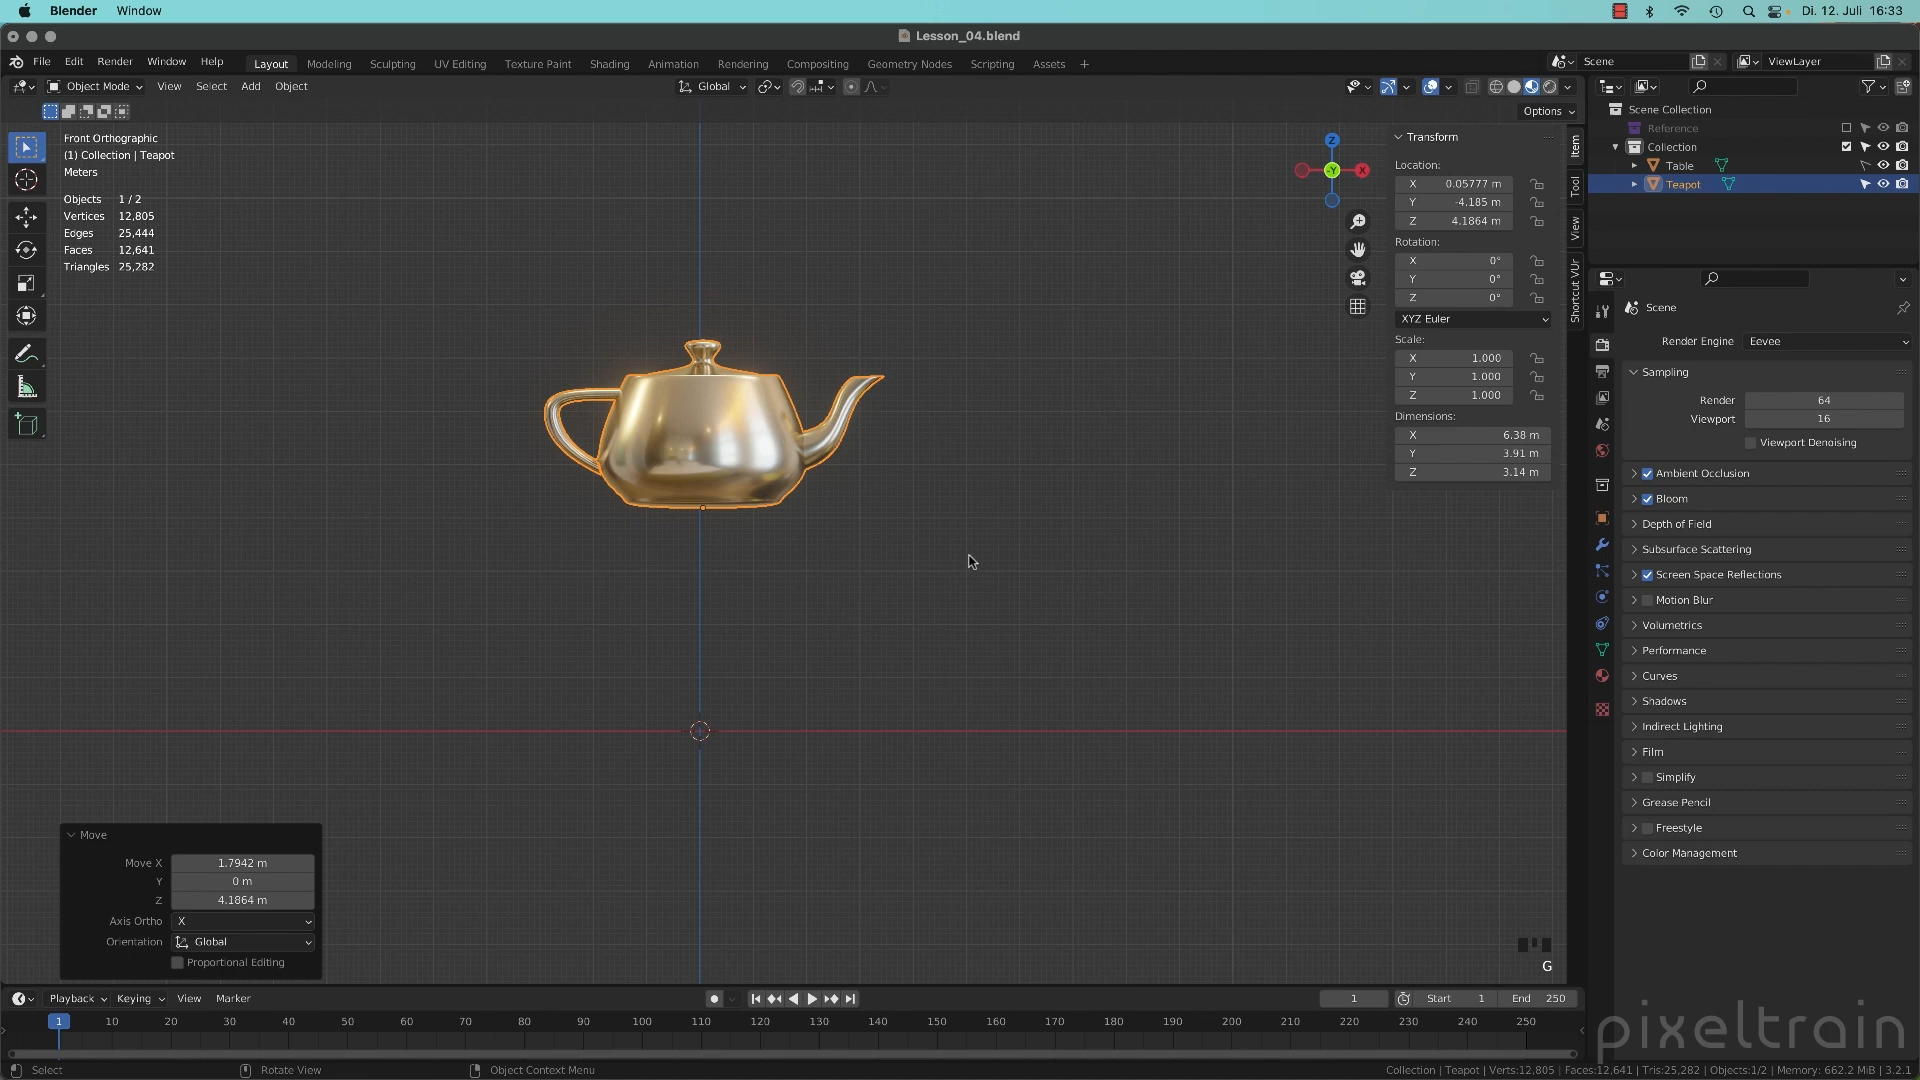 Blender Window Di. 12. Juli 16:33
Lesson_04.blend
File Edit Render Window Help Layout Modeling Sculpting UV Editing Texture Paint Shading Animation Rendering Compositing Geometry Nodes Scripting Assets + Scene ViewLayer
Object Mode View Select Add Object Global
Options
Front Orthographic
(1) Collection | Teapot
Meters
Objects 1 / 2
Vertices 12,805
Edges 25,444
Faces 12,641
Triangles 25,282
Z
-Y
X
Transform
Location:
X 0.05777 m
Y -4.185 m
Z 4.1864 m
Rotation:
X 0°
Y 0°
Z 0°
XYZ Euler
Scale:
X 1.000
Y 1.000
Z 1.000
Dimensions:
X 6.38 m
Y 3.91 m
Z 3.14 m
Item
Tool
View
Shortcut VUr
Scene Collection
Reference
Collection
Table
Teapot
Scene
Render Engine Eevee
Sampling
Render 64
Viewport 16
Viewport Denoising
Ambient Occlusion
Bloom
Depth of Field
Subsurface Scattering
Screen Space Reflections
Motion Blur
Volumetrics
Performance
Curves
Shadows
Indirect Lighting
Film
Simplify
Grease Pencil
Freestyle
Color Management
Move
Move X 1.7942 m
Y 0 m
Z 4.1864 m
Axis Ortho X
Orientation Global
Proportional Editing
G
Playback Keying View Marker 1 Start 1 End 250
1 10 20 30 40 50 60 70 80 90 100 110 120 130 140 150 160 170 180 190 200 210 220 230 240 250
pixeltrain
Select Rotate View Object Context Menu Collection | Teapot | Verts:12,805 | Faces:12,641 | Tris:25,282 | Objects:1/2 | Memory: 662.2 MiB | 3.2.1